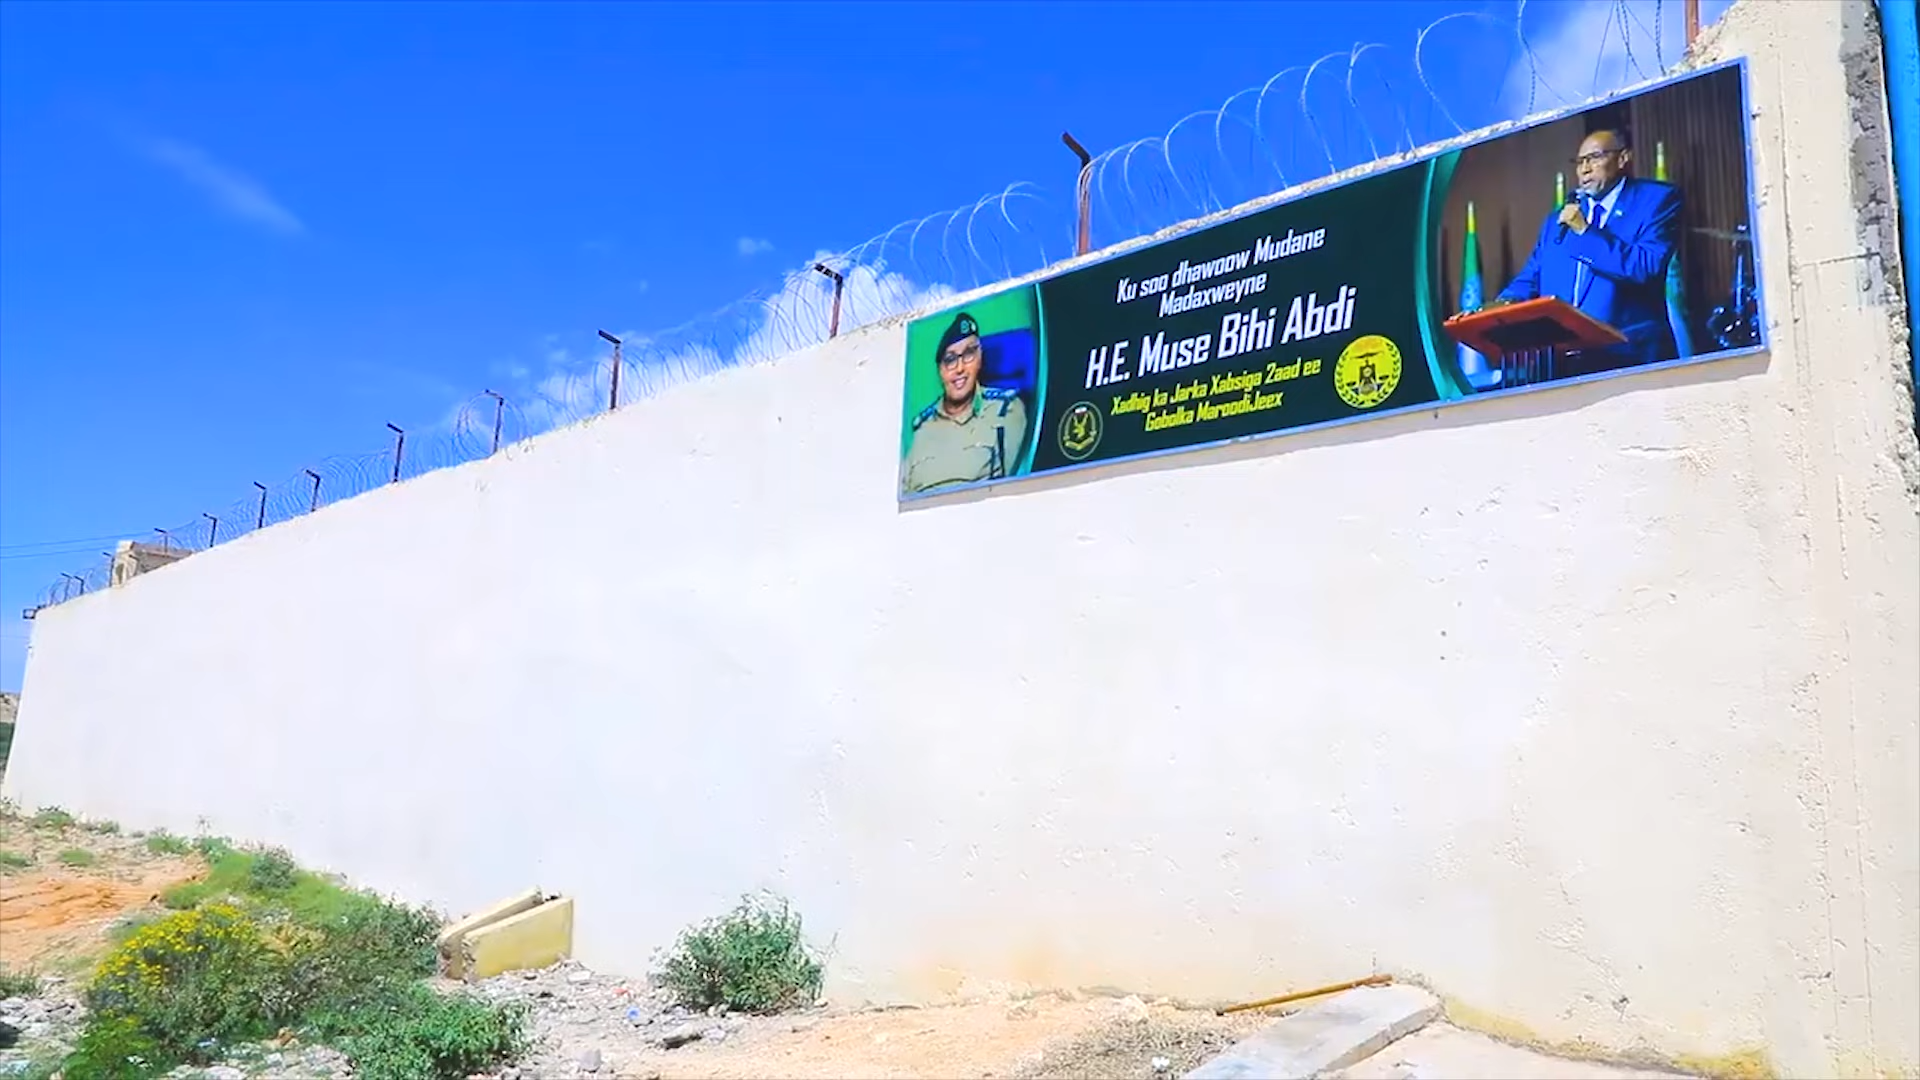 Ku soo dhawoow Mudane
Madaxweyne
H.E. Muse Bihi Abdi
Xadhig ka Jarka Xabsiga 2aad ee
Gobolka MaroodiJeex